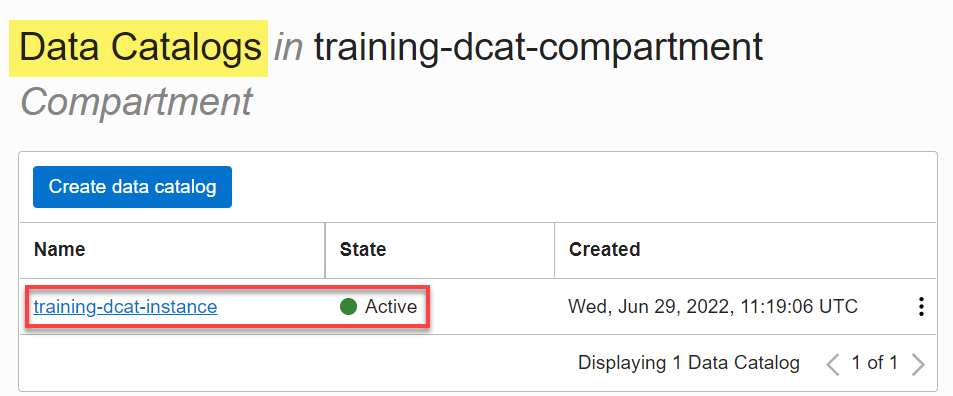 Data Catalogs in training-dcat-compartment
Compartment
Create data catalog
Name State Created
training-dcat-instance Active Wed, Jun 29, 2022, 11:19:06 UTC
Displaying 1 Data Catalog 1 of 1